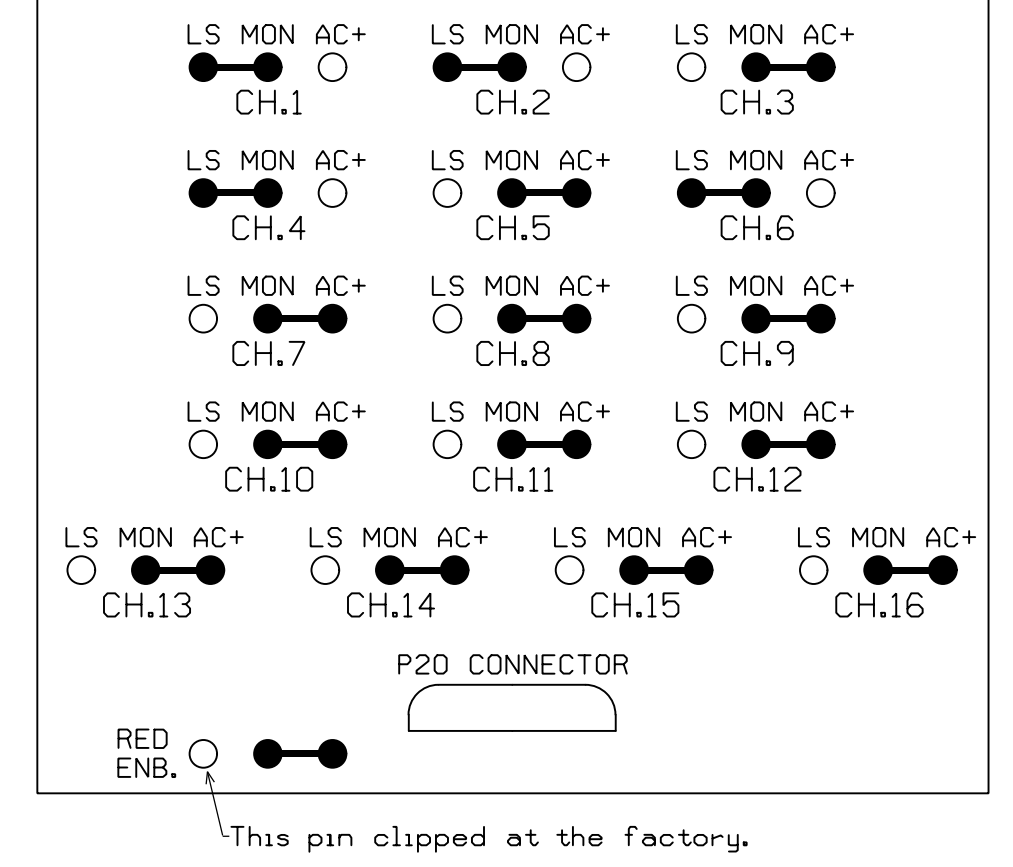 LS MON AC+ LS MON AC+ LS MON AC+
CH.1 CH.2 CH.3
LS MON AC+ LS MON AC+ LS MON AC+
CH.4 CH.5 CH.6
LS MON AC+ LS MON AC+ LS MON AC+
CH.7 CH.8 CH.9
LS MON AC+ LS MON AC+ LS MON AC+
CH.10 CH.11 CH.12
LS MON AC+ LS MON AC+ LS MON AC+ LS MON AC+
CH.13 CH.14 CH.15 CH.16
P20 CONNECTOR
RED
ENB.
This pin clipped at the factory.